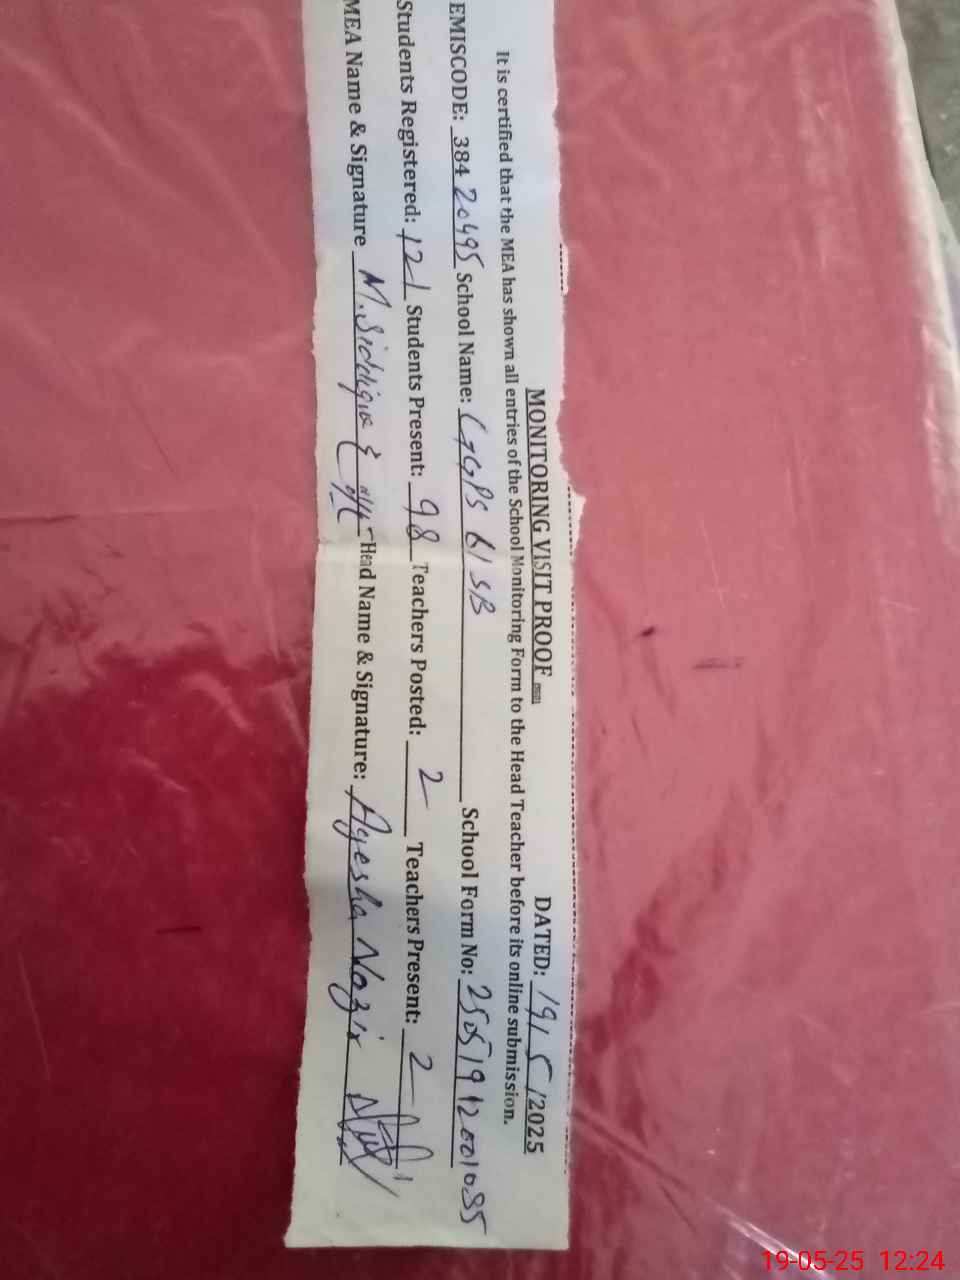 MONITORING VISIT PROOF DATED: 19/5/2025
It is certified that the MEA has shown all entries of the School Monitoring Form to the Head Teacher before its online submission.
EMISCODE: 38420495 School Name: GGPS 61 SB School Form No: 25051912001085
Students Registered: 121 Students Present: 98 Teachers Posted: 2 Teachers Present: 2
MEA Name & Signature M. Siddique Head Name & Signature: Ayesha Nazir
19-05-25 12:24